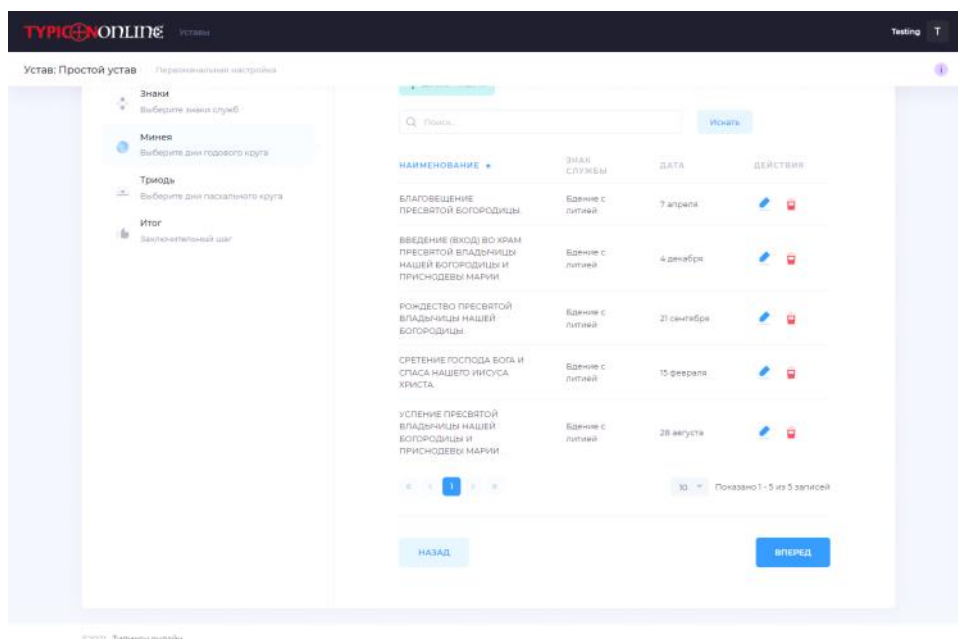 TYPICONONLINE
Уставы
Testing
T
Устав: Простой устав
Первоначальная настройка
i
Знаки
Выберите знаки служб
Минея
Выберите дни годового круга
Триодь
Выберите дни пасхального круга
Итог
Заключительный шаг
Поиск...
Искать
НАИМЕНОВАНИЕ
ЗНАК
СЛУЖБЫ
ДАТА
ДЕЙСТВИЯ
БЛАГОВЕЩЕНИЕ
ПРЕСВЯТОЙ БОГОРОДИЦЫ.
Бдение с
литией
7 апреля
ВВЕДЕНИЕ (ВХОД) ВО ХРАМ
ПРЕСВЯТОЙ ВЛАДЫЧИЦЫ
НАШЕЙ БОГОРОДИЦЫ И
ПРИСНОДЕВЫ МАРИИ.
Бдение с
литией
4 декабря
РОЖДЕСТВО ПРЕСВЯТОЙ
ВЛАДЫЧИЦЫ НАШЕЙ
БОГОРОДИЦЫ.
Бдение с
литией
21 сентября
СРЕТЕНИЕ ГОСПОДА БОГА И
СПАСА НАШЕГО ИИСУСА
ХРИСТА.
Бдение с
литией
15 февраля
УСПЕНИЕ ПРЕСВЯТОЙ
ВЛАДЫЧИЦЫ НАШЕЙ
БОГОРОДИЦЫ И
ПРИСНОДЕВЫ МАРИИ.
Бдение с
литией
28 августа
« ‹ 1 › »
10
Показано 1 - 5 из 5 записей
НАЗАД
ВПЕРЕД